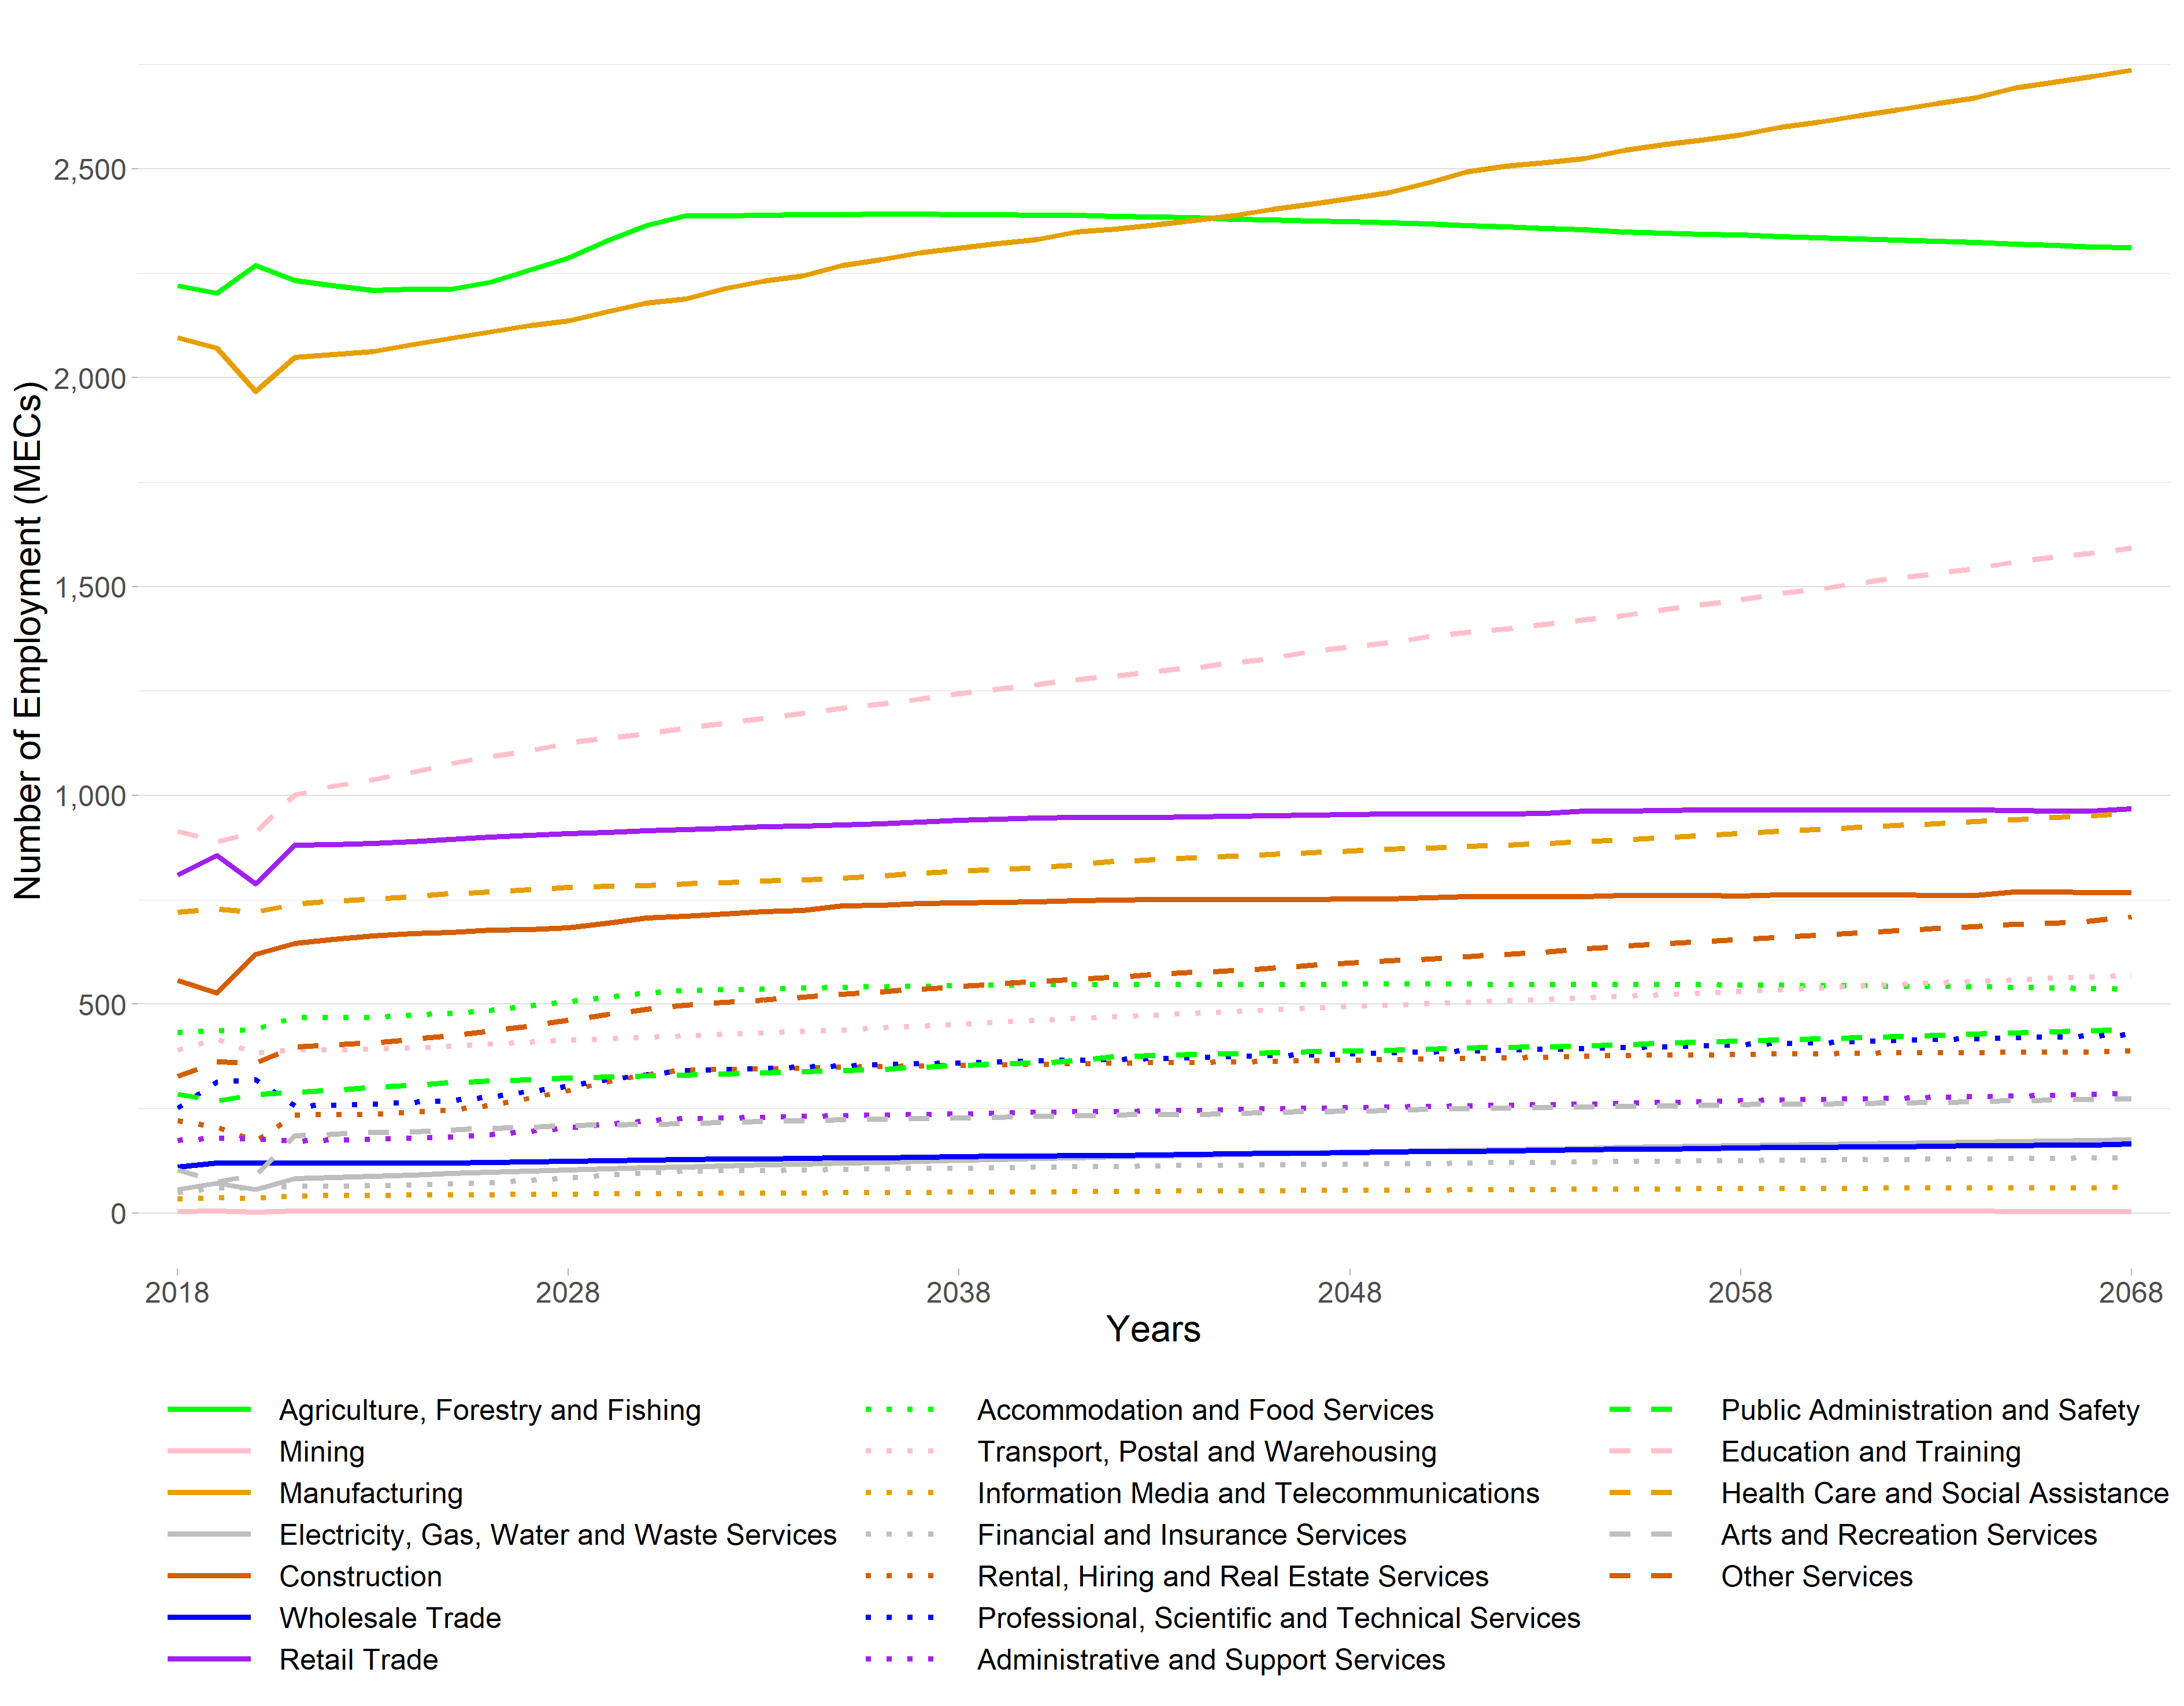 Number of Employment (MECs)
2,500
2,000
1,500
1,000
500
0
2018 2028 2038 2048 2058 2068
Years
Agriculture, Forestry and Fishing
Mining
Manufacturing
Electricity, Gas, Water and Waste Services
Construction
Wholesale Trade
Retail Trade
Accommodation and Food Services
Transport, Postal and Warehousing
Information Media and Telecommunications
Financial and Insurance Services
Rental, Hiring and Real Estate Services
Professional, Scientific and Technical Services
Administrative and Support Services
Public Administration and Safety
Education and Training
Health Care and Social Assistance
Arts and Recreation Services
Other Services